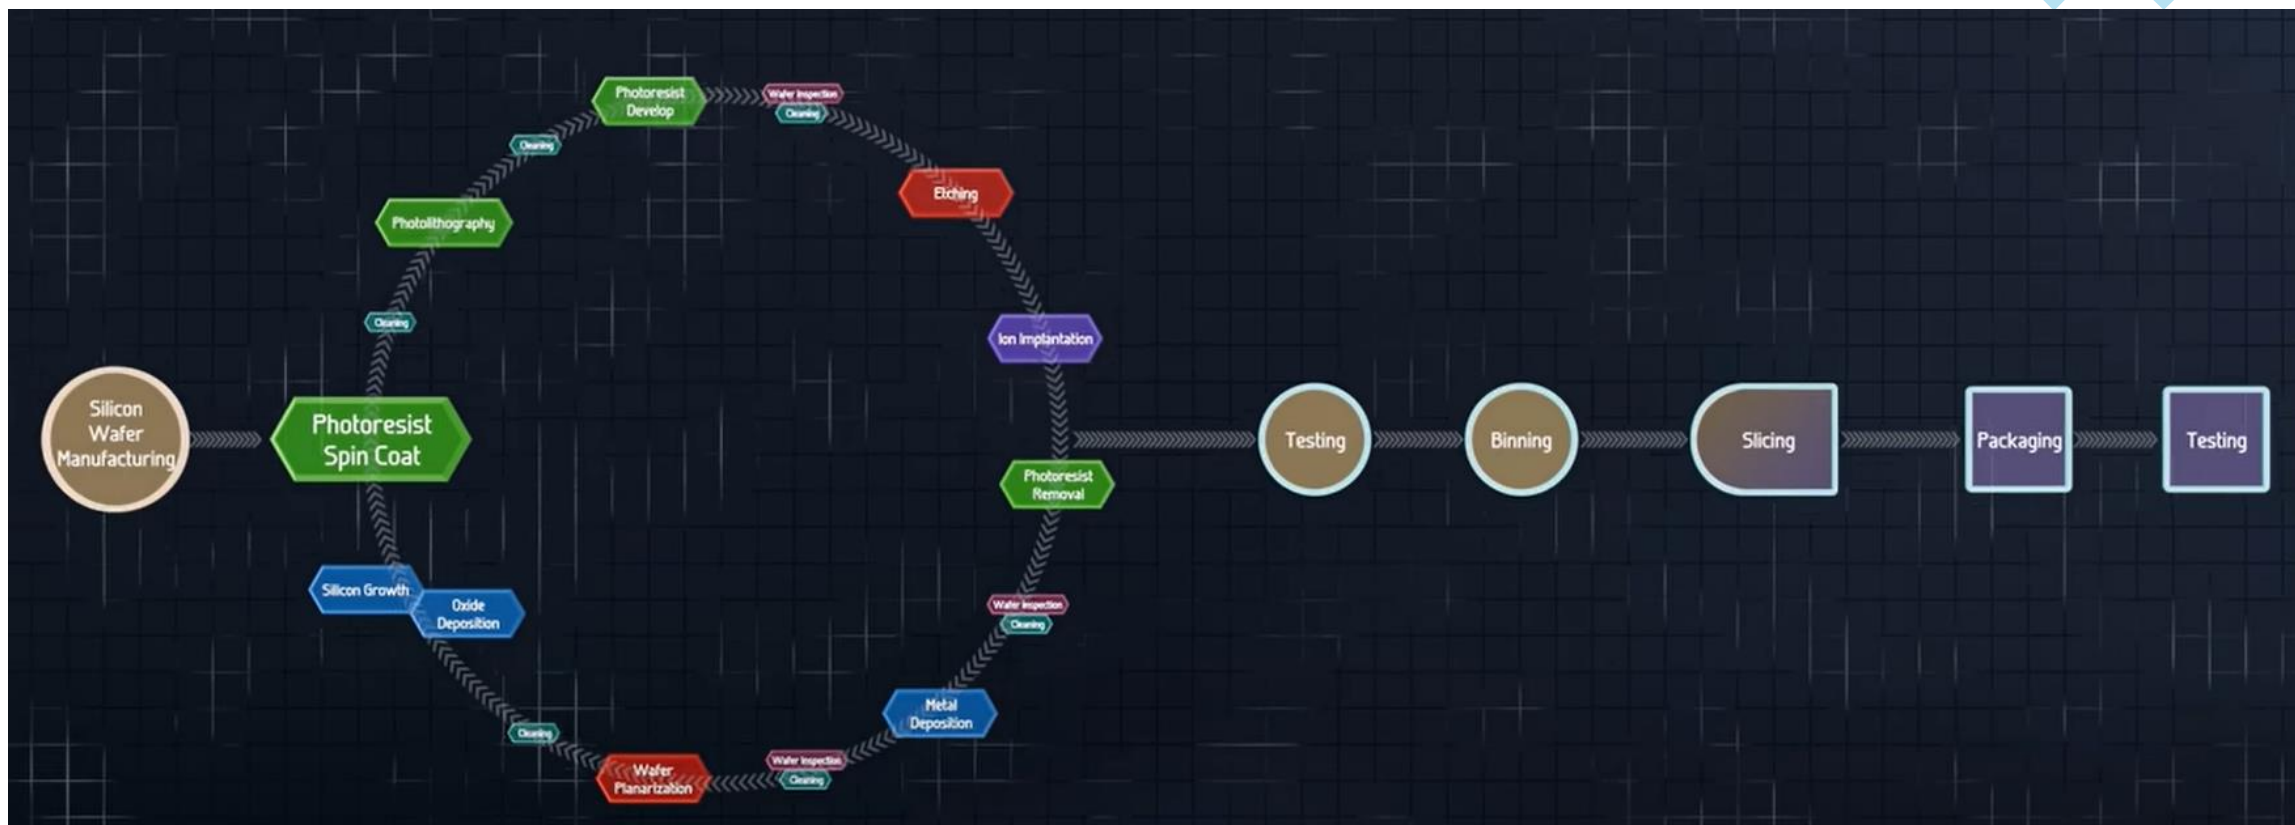 Silicon
Wafer
Manufacturing
Photoresist
Spin Coat
Cleaning
Photolithography
Cleaning
Photoresist
Develop
Wafer Inspection
Cleaning
Etching
Ion Implantation
Photoresist
Removal
Wafer Inspection
Cleaning
Metal
Deposition
Wafer Inspection
Cleaning
Wafer
Planarization
Cleaning
Oxide
Deposition
Silicon Growth
Testing
Binning
Slicing
Packaging
Testing